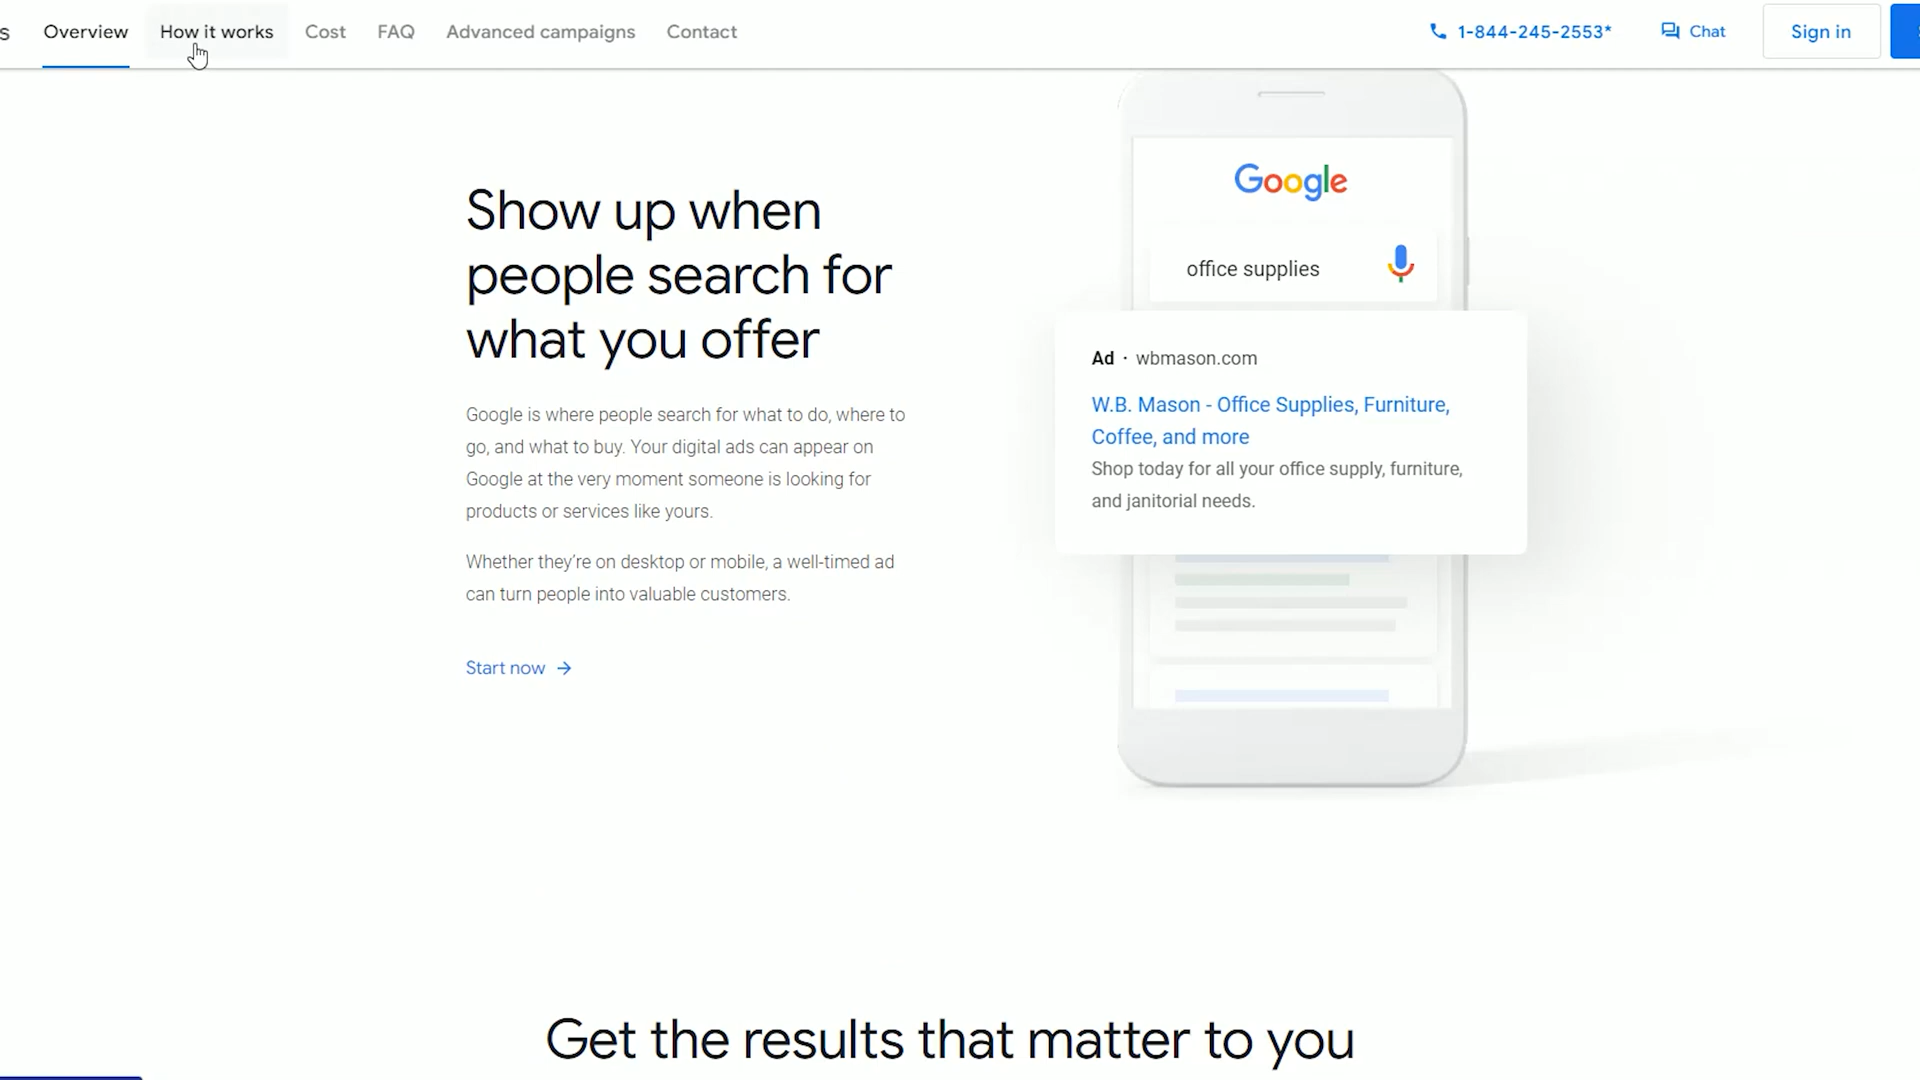 s Overview How it works Cost FAQ Advanced campaigns Contact 1-844-245-2553* Chat Sign in
Show up when
people search for
what you offer
Google is where people search for what to do, where to
go, and what to buy. Your digital ads can appear on
Google at the very moment someone is looking for
products or services like yours.
Whether they’re on desktop or mobile, a well-timed ad
can turn people into valuable customers.
Start now
Google
office supplies
Ad · wbmason.com
W.B. Mason - Office Supplies, Furniture,
Coffee, and more
Shop today for all your office supply, furniture,
and janitorial needs.
Get the results that matter to you